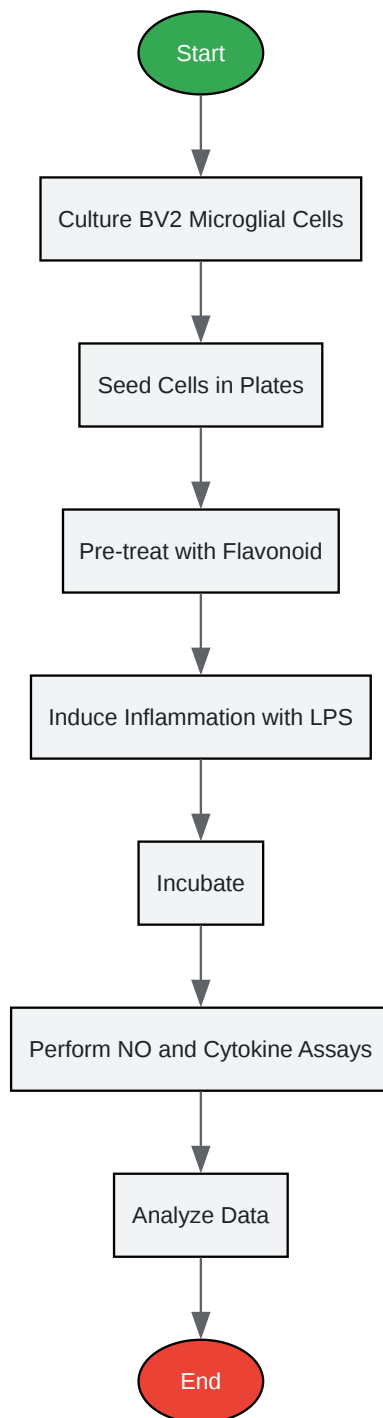 Start
Culture BV2 Microglial Cells
Seed Cells in Plates
Pre-treat with Flavonoid
Induce Inflammation with LPS
Incubate
Perform NO and Cytokine Assays
Analyze Data
End